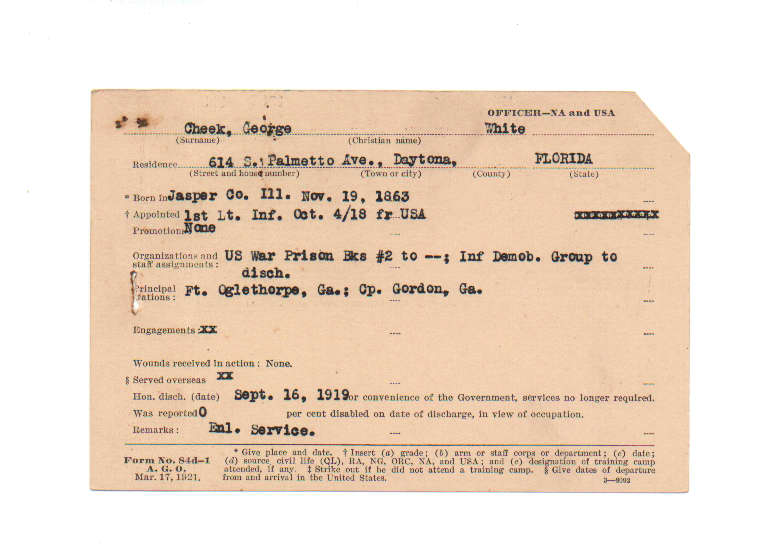 OFFICER—NA and USA
Cheek, George White
(Surname) (Christian name)
Residence 614 S. Palmetto Ave., Daytona, FLORIDA
(Street and house number) (Town or city) (County) (State)
* Born in Jasper Co. Ill. Nov. 19, 1863
† Appointed 1st Lt. Inf. Oct. 4/18 fr USA
Promotions None
Organizations and staff assignments: US War Prison Bks #2 to --; Inf Demob. Group to
disch.
Principal stations: Ft. Oglethorpe, Ga.; Cp. Gordon, Ga.
Engagements xx
Wounds received in action: None.
§ Served overseas xx
Hon. disch. (date) Sept. 16, 1919 for convenience of the Government, services no longer required.
Was reported 0 per cent disabled on date of discharge, in view of occupation.
Remarks: Enl. Service.
Form No. 84d—1
A. G. O.
Mar. 17, 1921.
* Give place and date. † Insert (a) grade; (b) arm or staff corps or department; (c) date;
(d) source, civil life (CL), RA, NG, ORC, NA, and USA; and (e) designation of training camp
attended, if any. ‡ Strike out if he did not attend a training camp. § Give dates of departure
from and arrival in the United States.